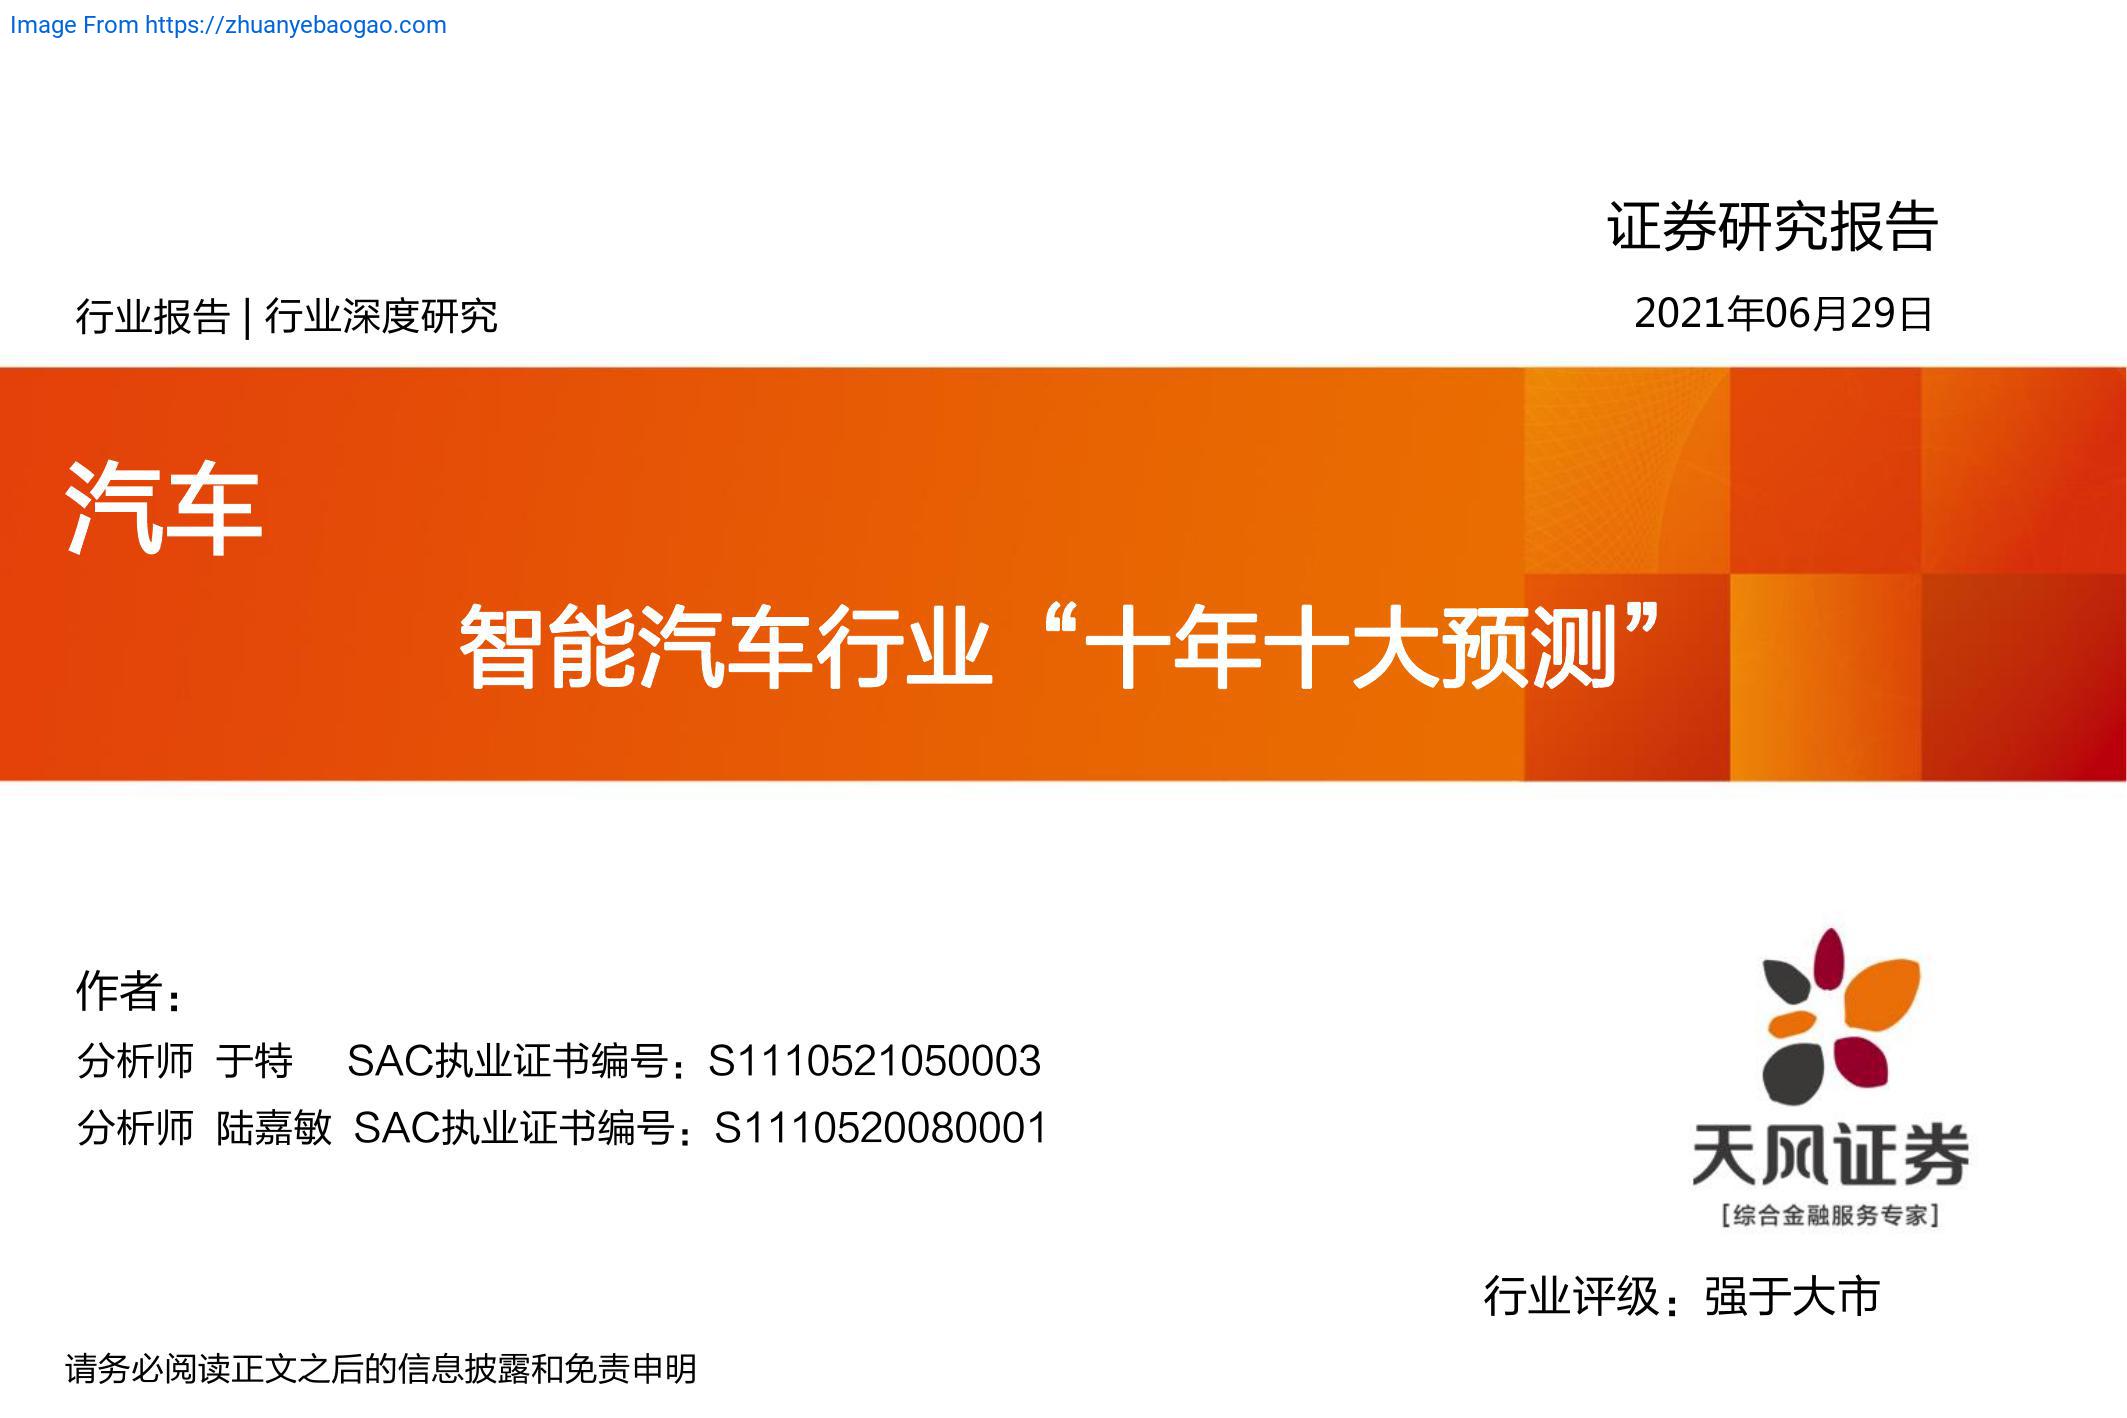 Image From https://zhuanyebaogao.com
证券研究报告
行业报告 | 行业深度研究
2021年06月29日
汽车
智能汽车行业“十年十大预测”
作者：
分析师 于特 SAC执业证书编号：S1110521050003
分析师 陆嘉敏 SAC执业证书编号：S1110520080001
天风证券
[综合金融服务专家]
行业评级：强于大市
请务必阅读正文之后的信息披露和免责申明